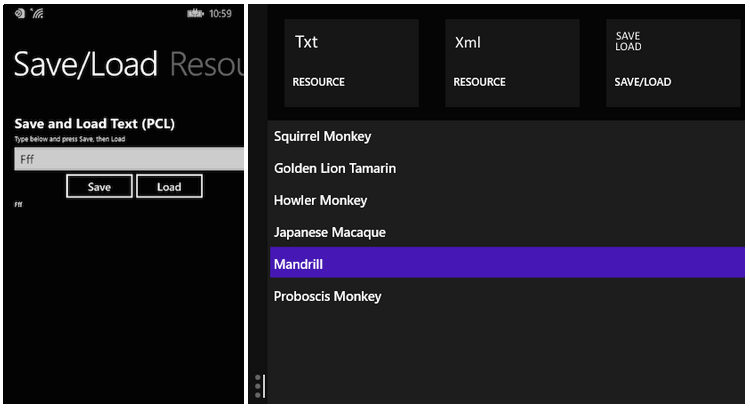 10:59
Save/Load Resou
Save and Load Text (PCL)
Type below and press Save, then Load
Fff
Save Load
Fff
Txt
RESOURCE
Xml
RESOURCE
SAVE
LOAD
SAVE/LOAD
Squirrel Monkey
Golden Lion Tamarin
Howler Monkey
Japanese Macaque
Mandrill
Proboscis Monkey